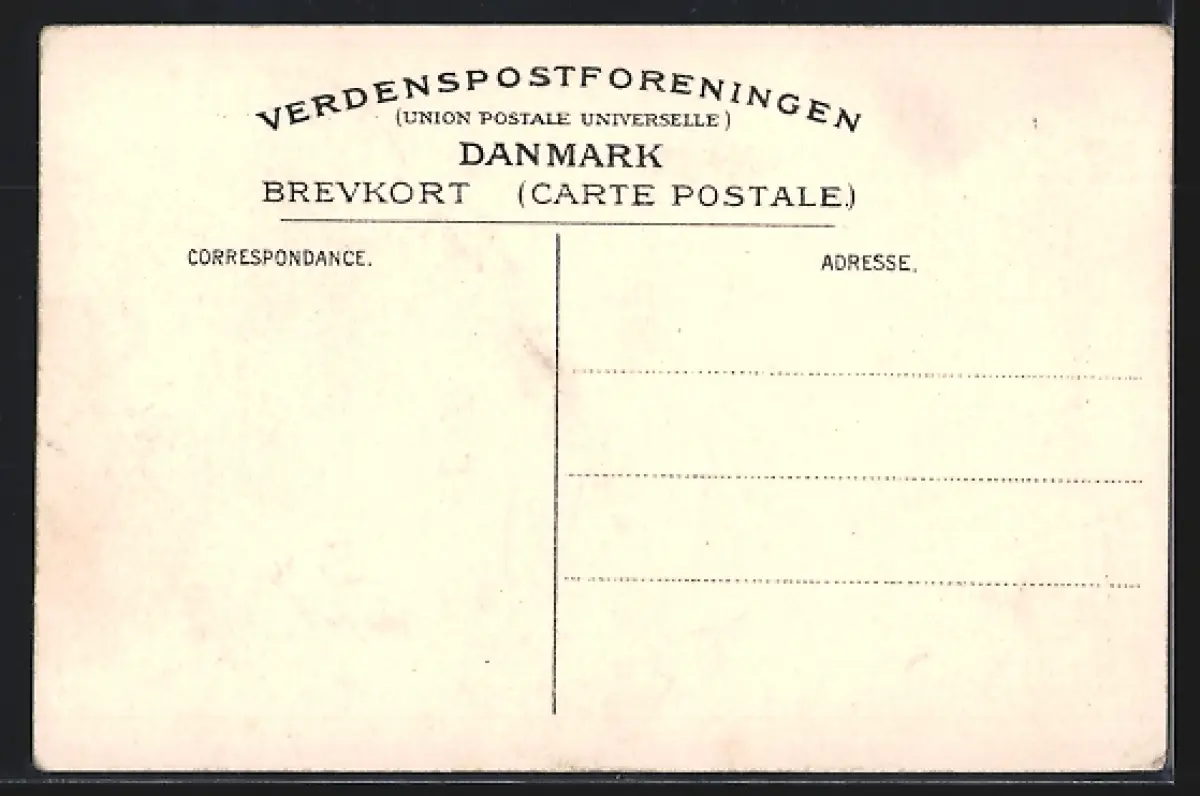 VERDENSPOSTFORENINGEN
(UNION POSTALE UNIVERSELLE)
DANMARK
BREVKORT (CARTE POSTALE.)
CORRESPONDANCE.
ADRESSE.